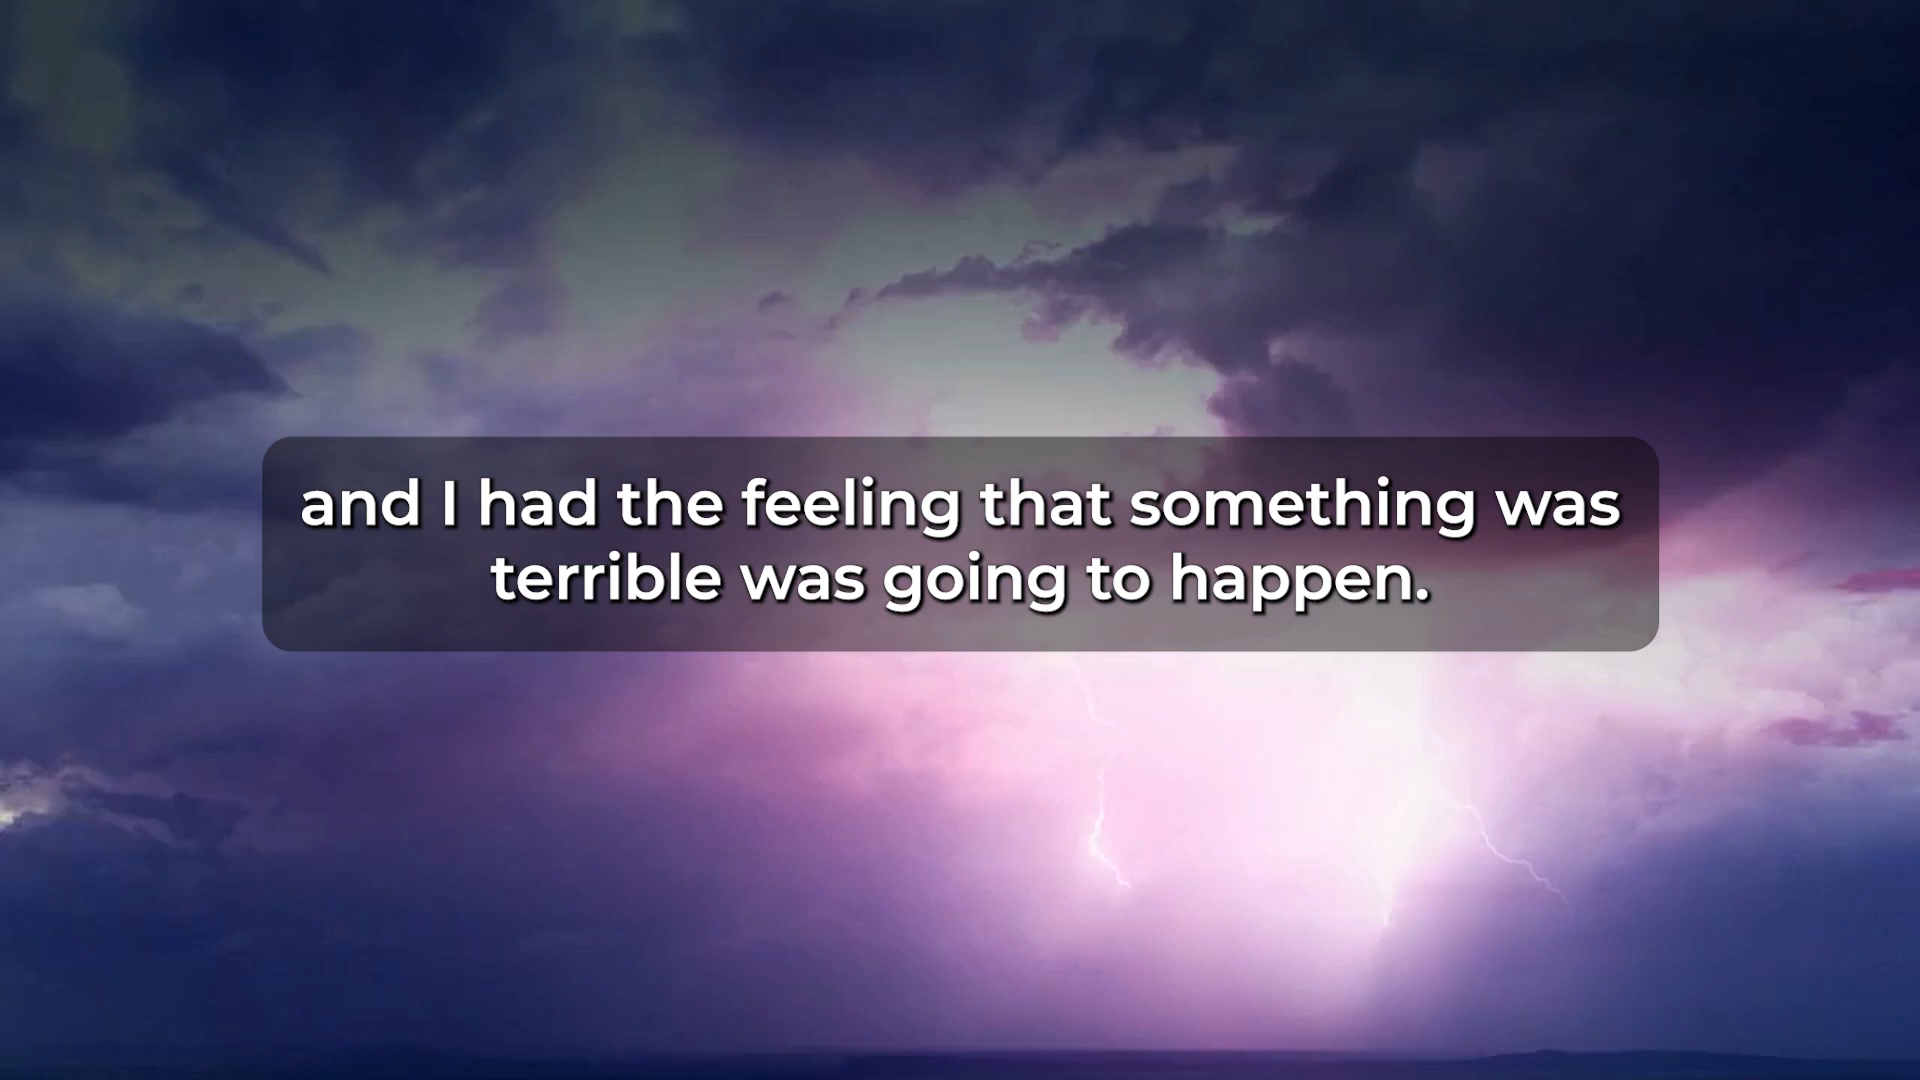 and I had the feeling that something was
terrible was going to happen.